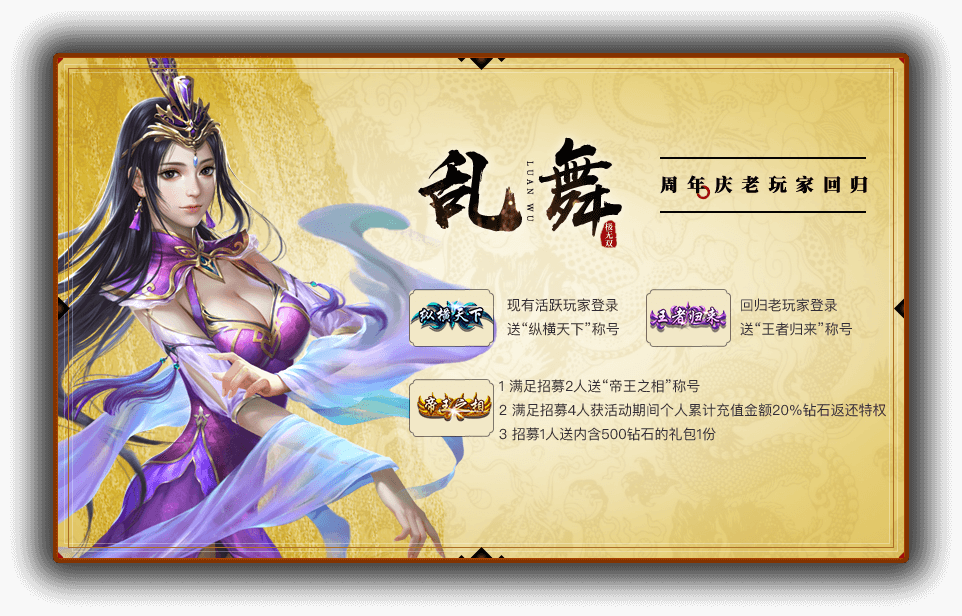 乱舞
LUAN WU
极无双
周年庆老玩家回归
纵横天下
现有活跃玩家登录
送“纵横天下”称号
王者归来
回归老玩家登录
送“王者归来”称号
帝王之相
1 满足招募2人送“帝王之相”称号
2 满足招募4人获活动期间个人累计充值金额20%钻石返还特权
3 招募1人送内含500钻石的礼包1份